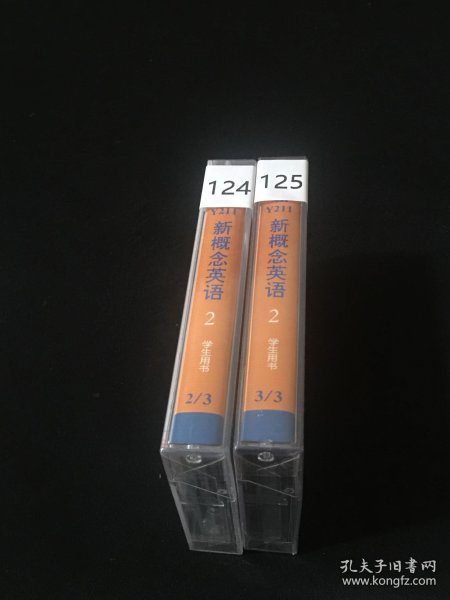 124
Y211
新概念英语
2
学生用书
2/3
125
Y211
新概念英语
2
学生用书
3/3
孔夫子旧书网
www.kongfz.com